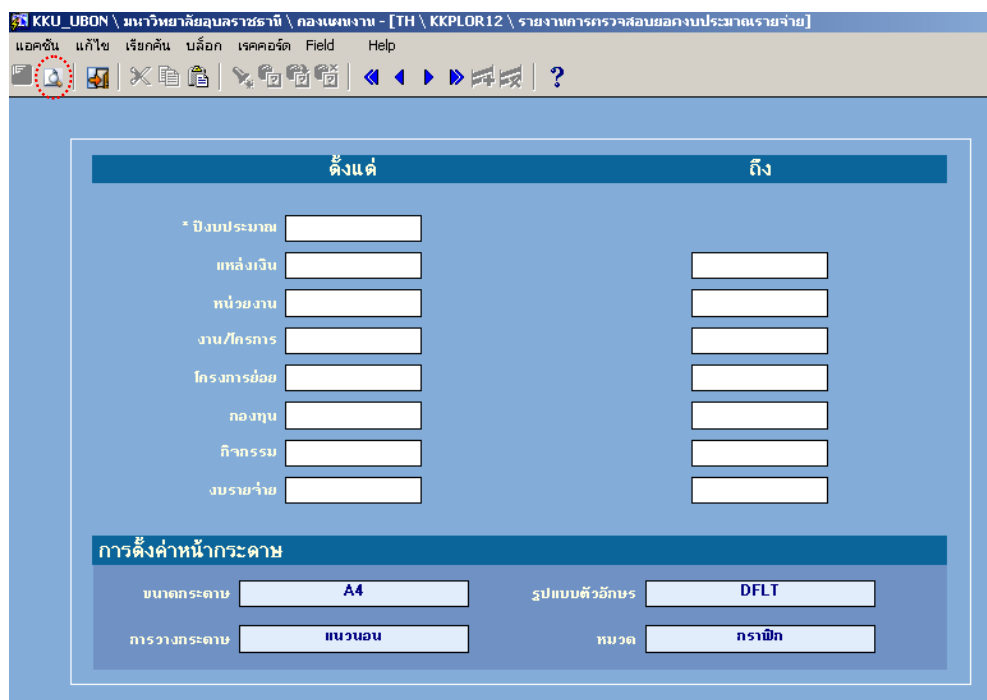 KKU_UBON \ มหาวิทยาลัยอุบลราชธานี \ กองแผนงาน - [TH \ KKPLOR12 \ รายงานการตรวจสอบยอดงบประมาณรายจ่าย]
แอคชัน แก้ไข เรียกค้น บล็อก เรคคอร์ด Field Help
?
ตั้งแต่ ถึง
* ปีงบประมาณ
แหล่งเงิน
หน่วยงาน
งาน/โครการ
โครงการย่อย
กองทุน
กิจกรรม
งบรายจ่าย
การตั้งค่าหน้ากระดาษ
ขนาดกระดาษ A4 รูปแบบตัวอักษร DFLT
การวางกระดาษ แนวนอน หมวด กราฟิก